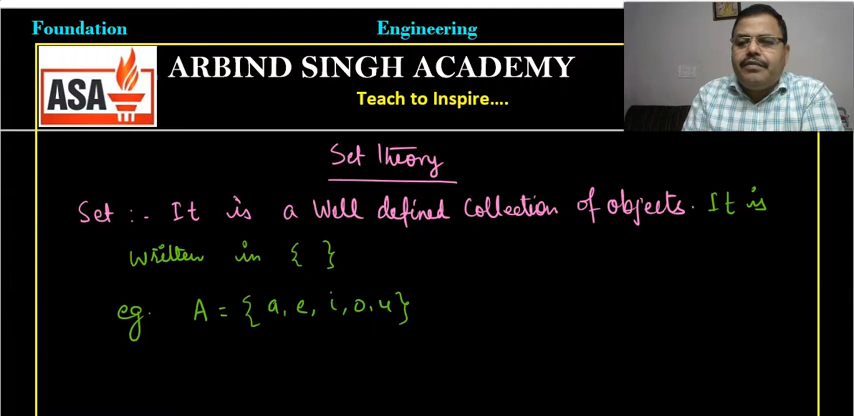 Foundation Engineering
ASA
ARBIND SINGH ACADEMY
Teach to Inspire....
Set Theory
Set :- It is a Well defined Collection of objects. It is
written in { }
eg. A = { a, e, i, o, u }